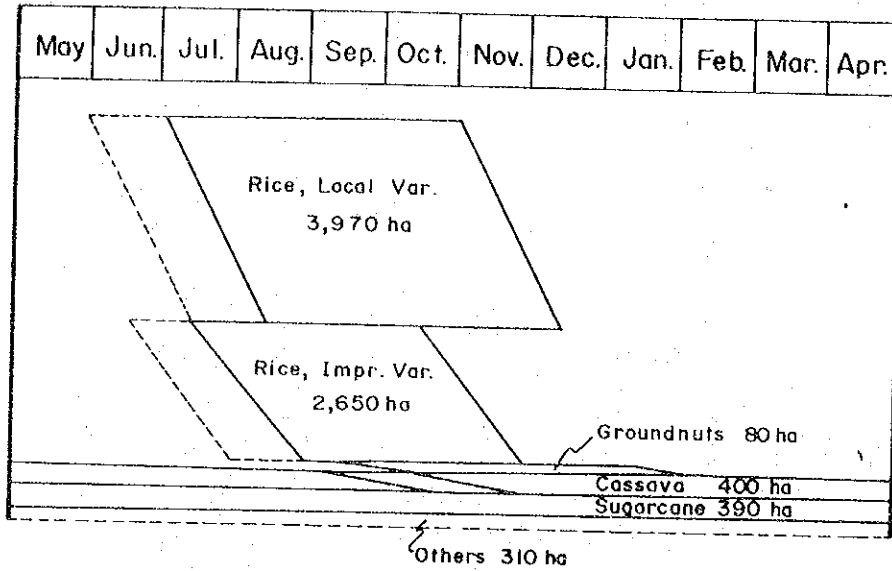 May Jun. Jul. Aug. Sep. Oct. Nov. Dec. Jan. Feb. Mar. Apr.
Rice, Local Var.
3,970 ha
Rice, Impr. Var.
2,650 ha
Groundnuts 80 ha
Cassava 400 ha
Sugarcane 390 ha
Others 310 ha